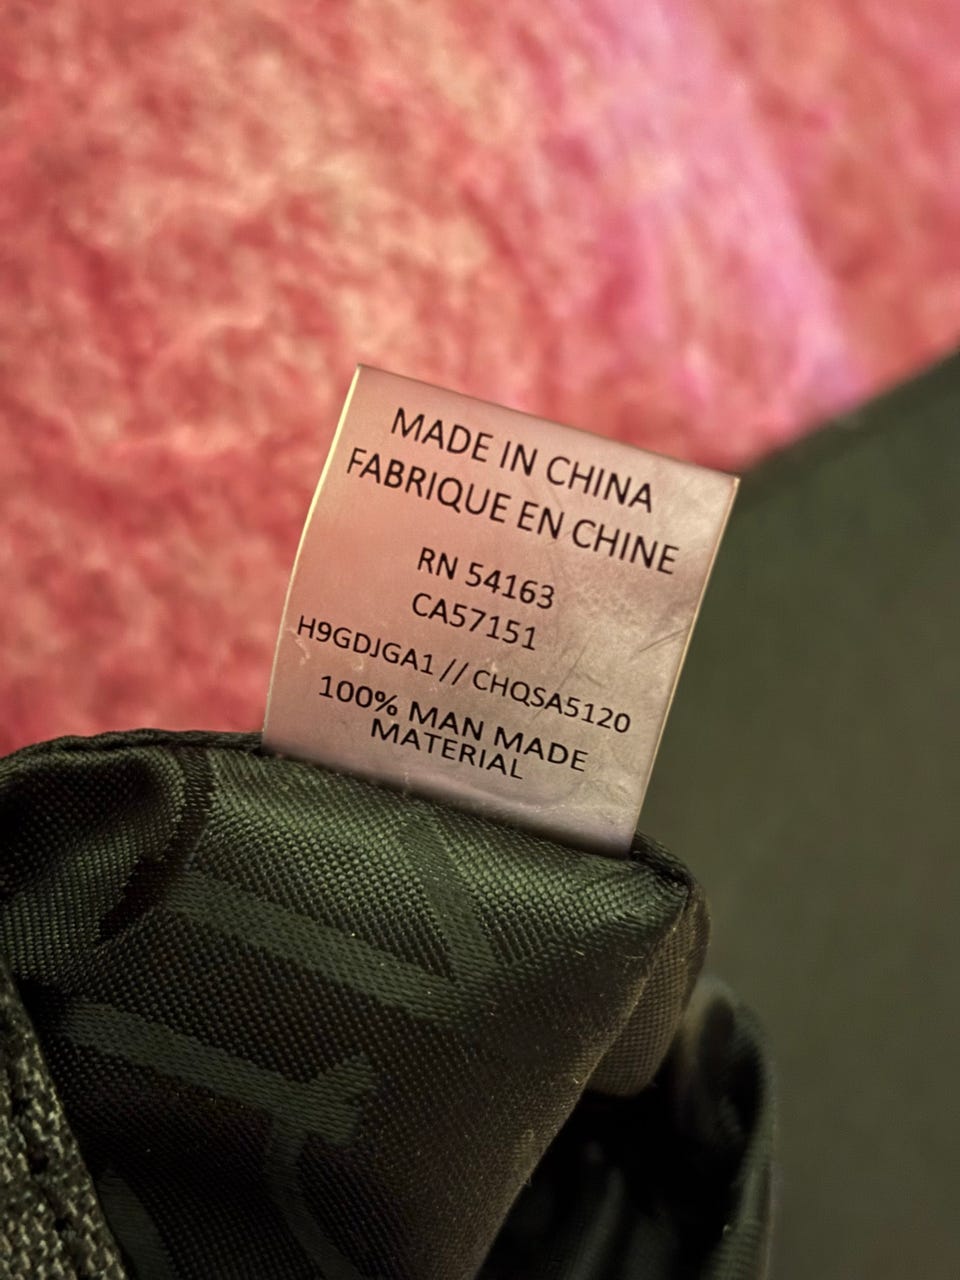 MADE IN CHINA
FABRIQUE EN CHINE
RN 54163
CA57151
H9GDJGA1 // CHQSA5120
100% MAN MADE
MATERIAL